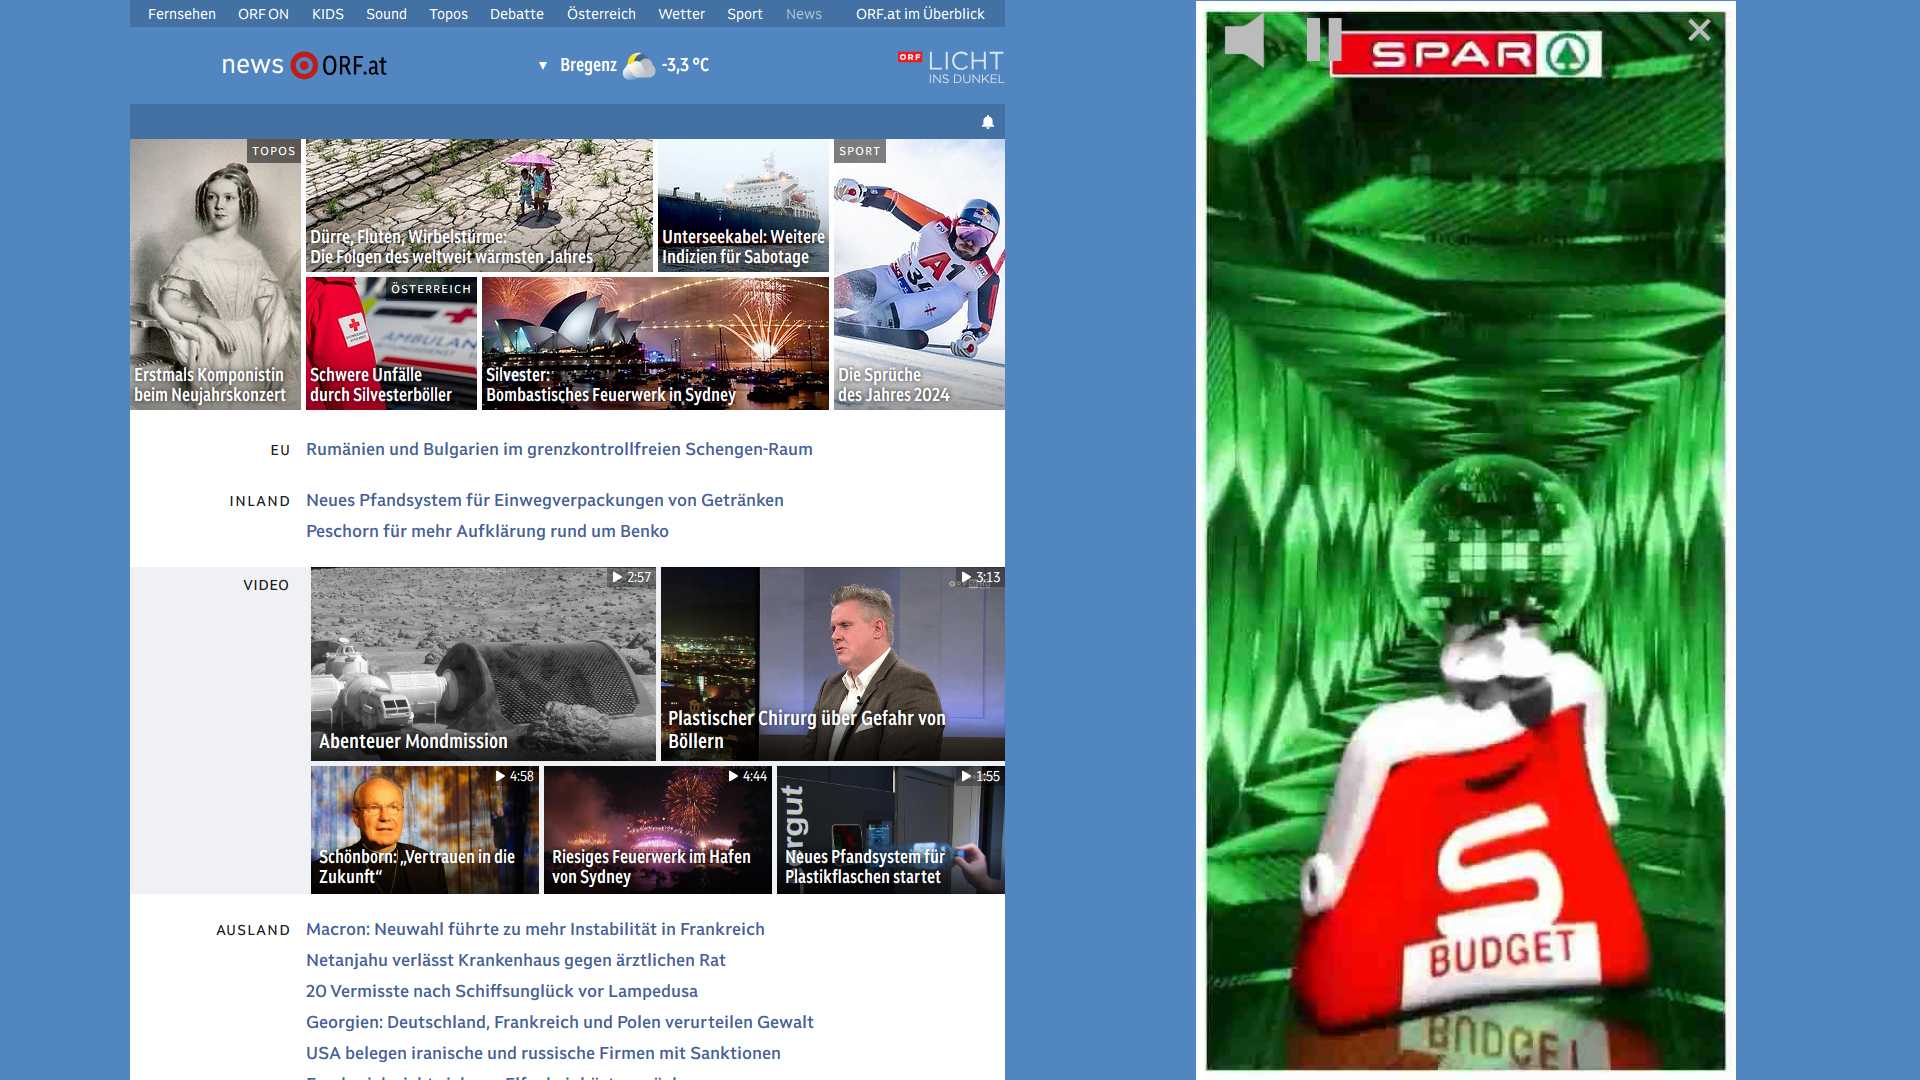 Fernsehen ORF ON KIDS Sound Topos Debatte Österreich Wetter Sport News ORF.at im Überblick
news ORF.at
▼ Bregenz -3,3 °C
ORF LICHT
INS DUNKEL
TOPOS
Erstmals Komponistin
beim Neujahrskonzert
Dürre, Fluten, Wirbelstürme:
Die Folgen des weltweit wärmsten Jahres
Unterseekabel: Weitere
Indizien für Sabotage
SPORT
Die Sprüche
des Jahres 2024
ÖSTERREICH
Schwere Unfälle
durch Silvesterböller
Silvester:
Bombastisches Feuerwerk in Sydney
EU Rumänien und Bulgarien im grenzkontrollfreien Schengen-Raum
INLAND Neues Pfandsystem für Einwegverpackungen von Getränken
Peschorn für mehr Aufklärung rund um Benko
VIDEO
2:57
Abenteuer Mondmission
3:13
Plastischer Chirurg über Gefahr von
Böllern
4:58
Schönborn: „Vertrauen in die
Zukunft“
4:44
Riesiges Feuerwerk im Hafen
von Sydney
1:55
Neues Pfandsystem für
Plastikflaschen startet
AUSLAND Macron: Neuwahl führte zu mehr Instabilität in Frankreich
Netanjahu verlässt Krankenhaus gegen ärztlichen Rat
20 Vermisste nach Schiffsunglück vor Lampedusa
Georgien: Deutschland, Frankreich und Polen verurteilen Gewalt
USA belegen iranische und russische Firmen mit Sanktionen
SPAR
S
BUDGET